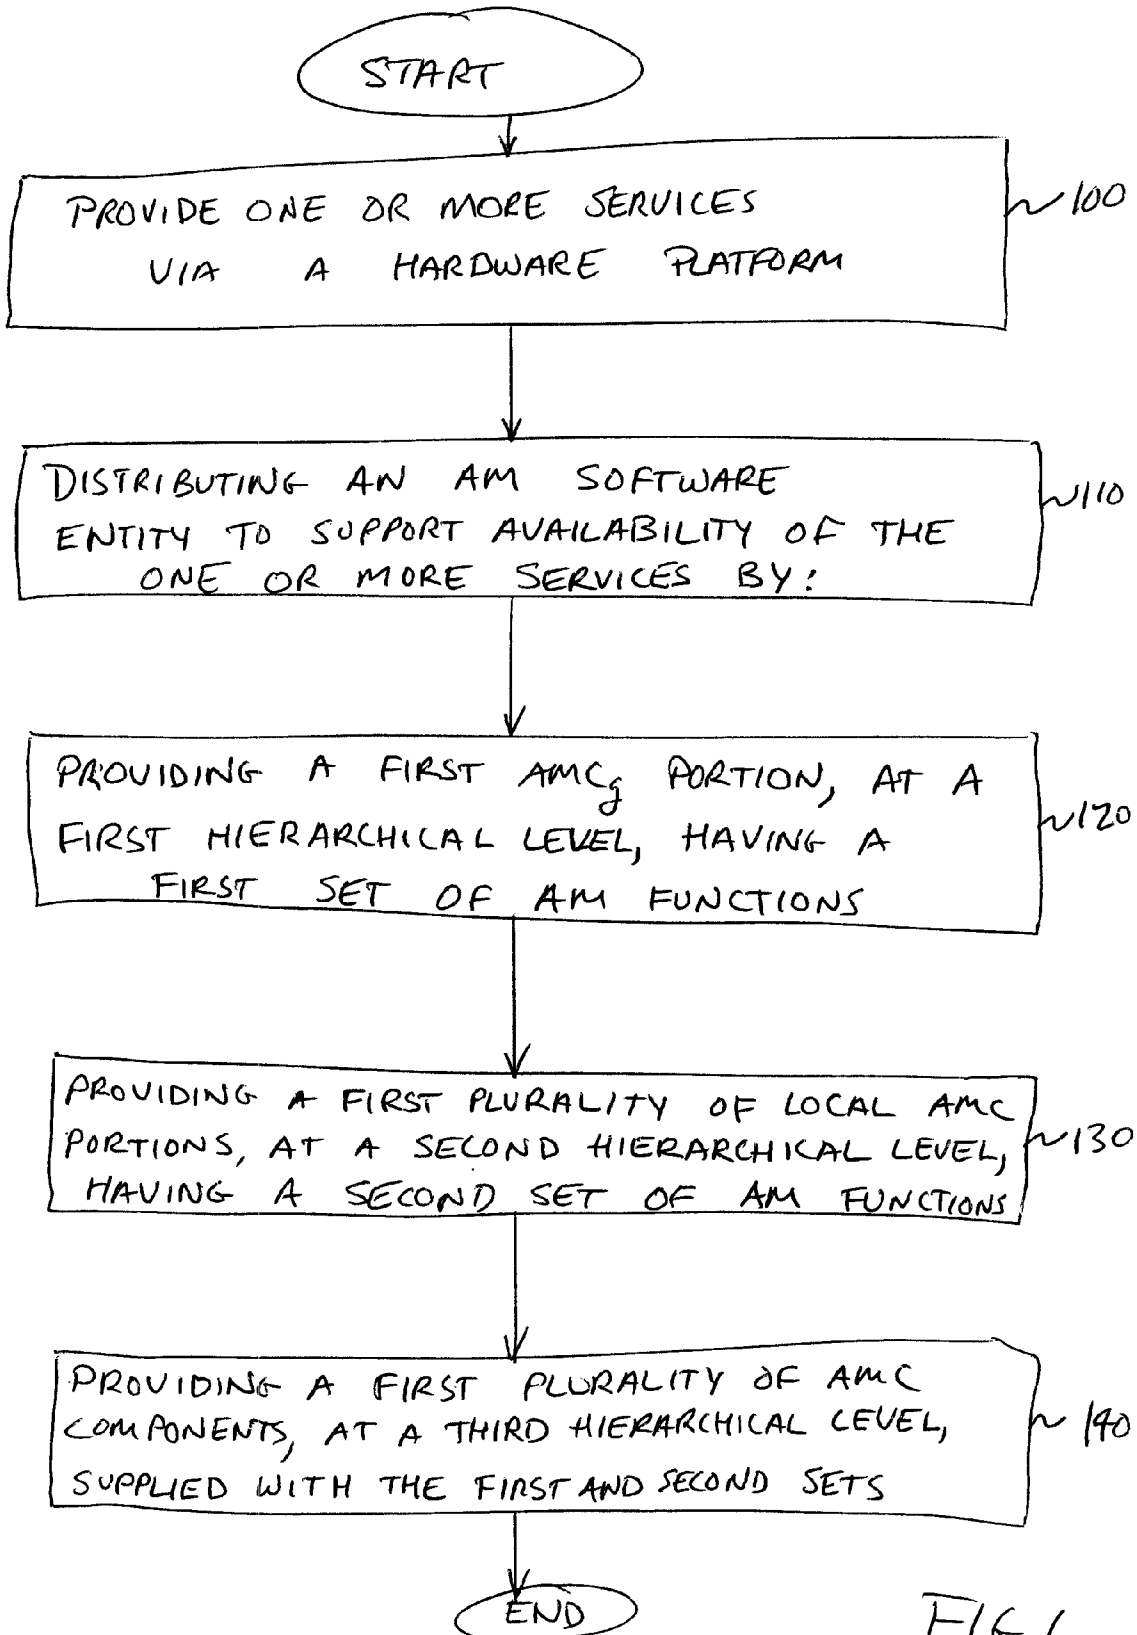 START
PROVIDE ONE OR MORE SERVICES
VIA A HARDWARE PLATFORM
100
DISTRIBUTING AN AM SOFTWARE
ENTITY TO SUPPORT AVAILABILITY OF THE
ONE OR MORE SERVICES BY:
110
PROVIDING A FIRST AMCg PORTION, AT A
FIRST HIERARCHICAL LEVEL, HAVING A
FIRST SET OF AM FUNCTIONS
120
PROVIDING A FIRST PLURALITY OF LOCAL AMC
PORTIONS, AT A SECOND HIERARCHICAL LEVEL,
HAVING A SECOND SET OF AM FUNCTIONS
130
PROVIDING A FIRST PLURALITY OF AMC
COMPONENTS, AT A THIRD HIERARCHICAL LEVEL,
SUPPLIED WITH THE FIRST AND SECOND SETS
140
END
FIG 1